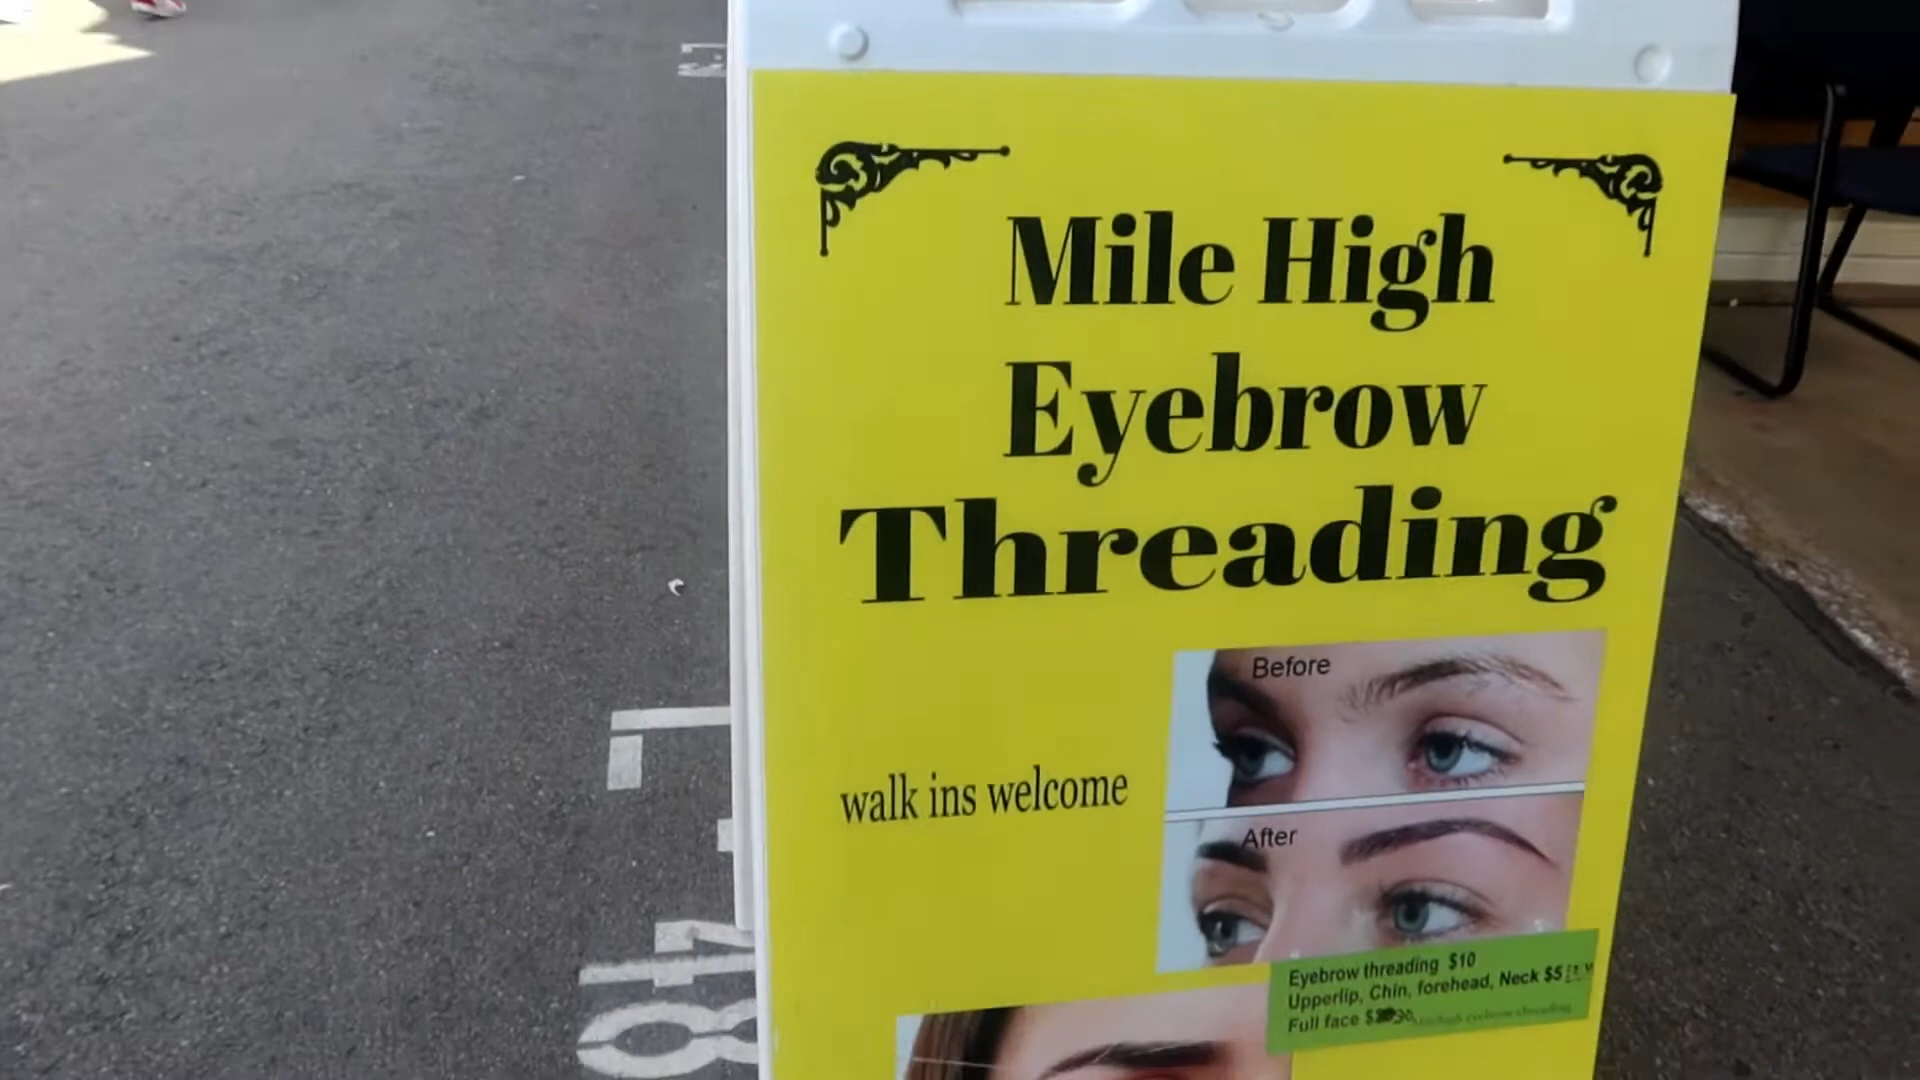 Mile High
Eyebrow
Threading
Before
walk ins welcome
After
Eyebrow threading $10
Upperlip, Chin, forehead, Neck $5
Full face
48